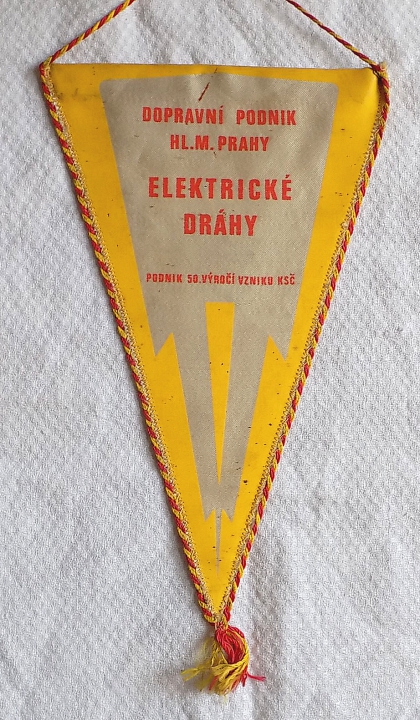 DOPRAVNÍ PODNIK
HL.M. PRAHY
ELEKTRICKÉ
DRÁHY
PODNIK 50.VÝROČÍ VZNIKU KSČ